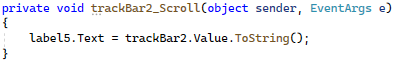 private void trackBar2_Scroll(object sender, EventArgs e)
{
    label5.Text = trackBar2.Value.ToString();
}